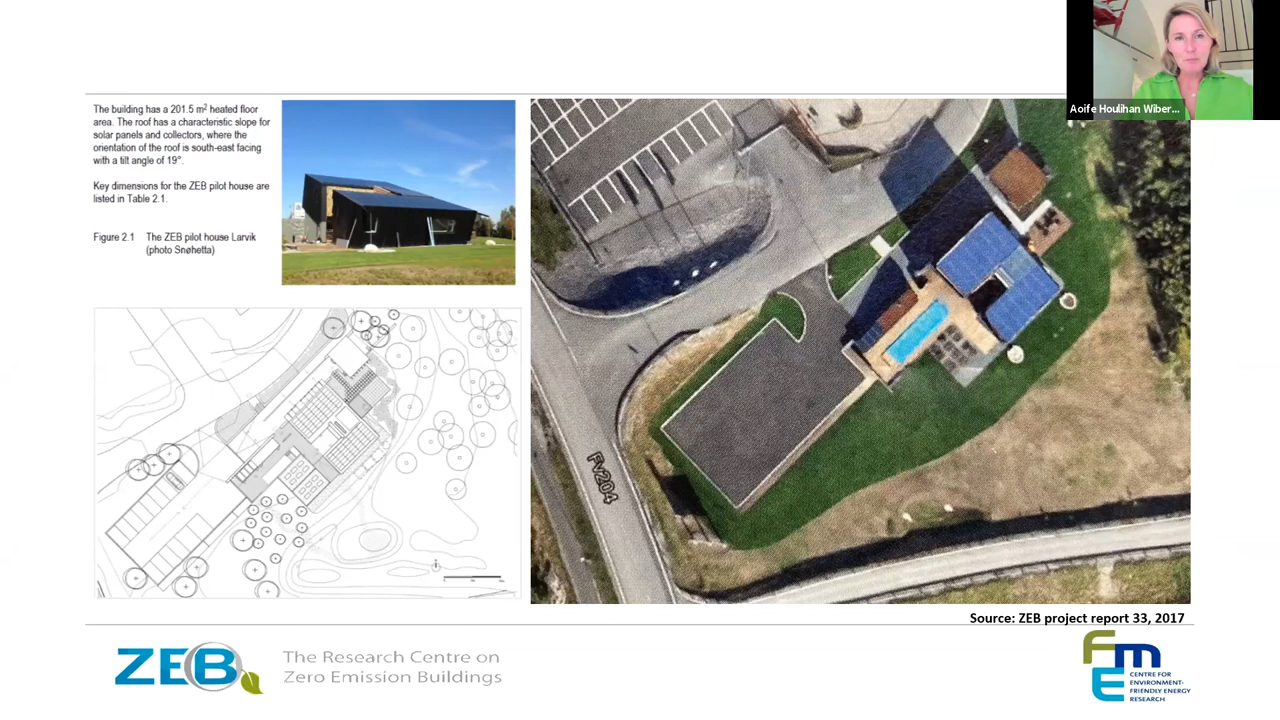 Aoife Houlihan Wiber...
The building has a 201.5 m² heated floor
area. The roof has a characteristic slope for
solar panels and collectors, where the
orientation of the roof is south-east facing
with a tilt angle of 19°.
Key dimensions for the ZEB pilot house are
listed in Table 2.1.
Figure 2.1 The ZEB pilot house Larvik
(photo Snøhetta)
FV204
Source: ZEB project report 33, 2017
ZEB
The Research Centre on
Zero Emission Buildings
FmE
CENTRE FOR
ENVIRONMENT-
FRIENDLY ENERGY
RESEARCH